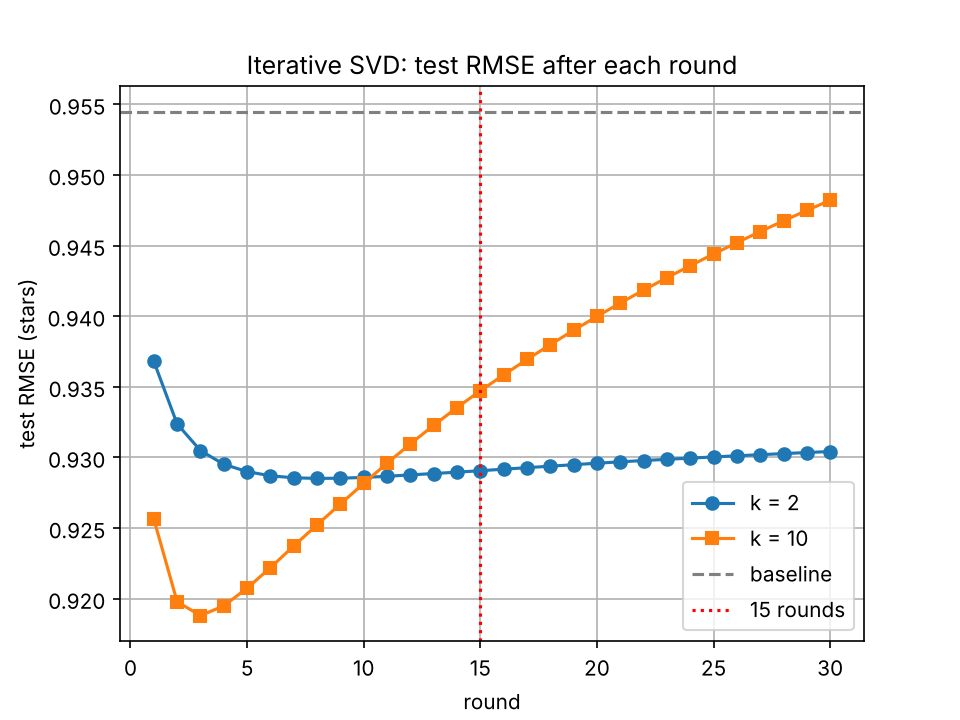 Iterative SVD: test RMSE after each round
test RMSE (stars)
0.955
0.950
0.945
0.940
0.935
0.930
0.925
0.920
k = 2
k = 10
baseline
15 rounds
0 5 10 15 20 25 30
round